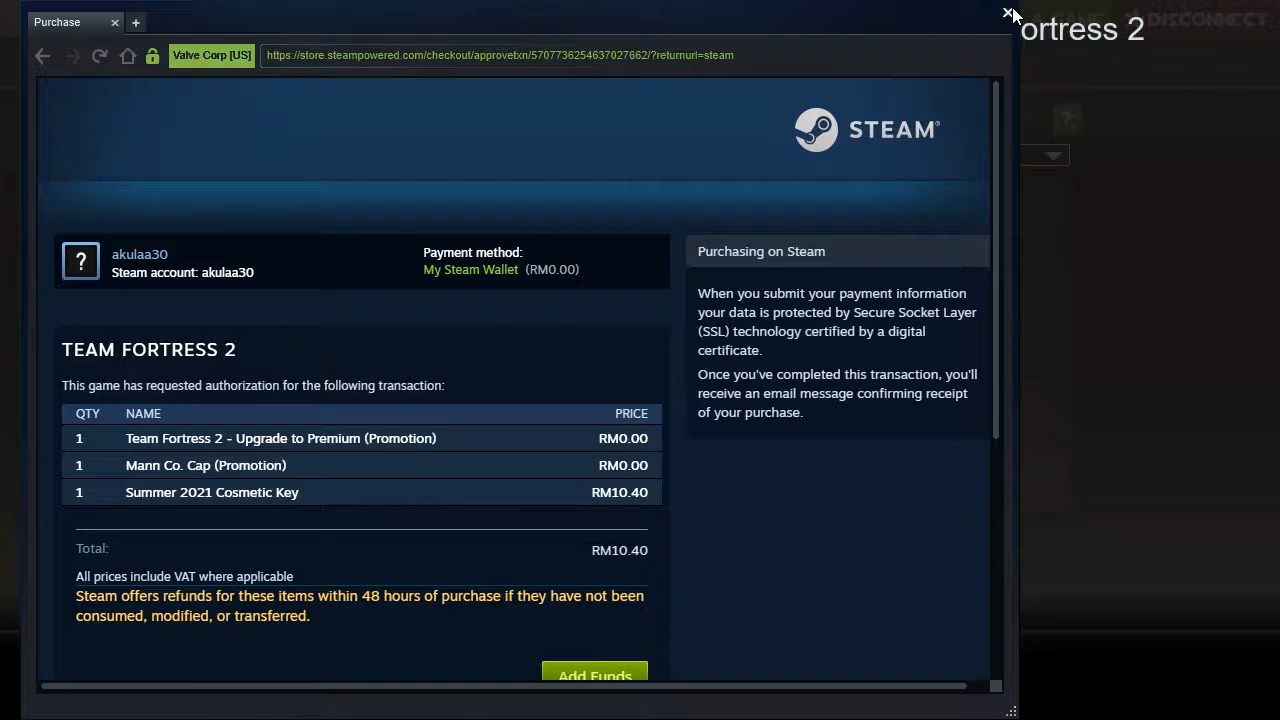 Purchase
DISCONNECT
ortress 2
Valve Corp [US]
https://store.steampowered.com/checkout/approvetxn/5707736254637027662/?returnurl=steam
STEAM®
?
akulaa30
Steam account: akulaa30
Payment method:
My Steam Wallet (RM0.00)
Purchasing on Steam
When you submit your payment information
your data is protected by Secure Socket Layer
(SSL) technology certified by a digital
certificate.
Once you've completed this transaction, you'll
receive an email message confirming receipt
of your purchase.
TEAM FORTRESS 2
This game has requested authorization for the following transaction:
QTY NAME PRICE
1 Team Fortress 2 - Upgrade to Premium (Promotion) RM0.00
1 Mann Co. Cap (Promotion) RM0.00
1 Summer 2021 Cosmetic Key RM10.40
Total: RM10.40
All prices include VAT where applicable
Steam offers refunds for these items within 48 hours of purchase if they have not been
consumed, modified, or transferred.
Add Funds